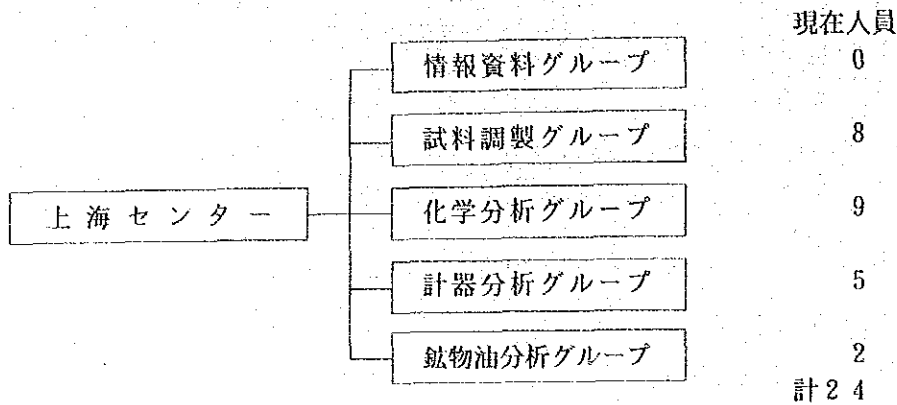 現在人員
情報資料グループ 0
試料調製グループ 8
上海センター 化学分析グループ 9
計器分析グループ 5
鉱物油分析グループ 2
計24